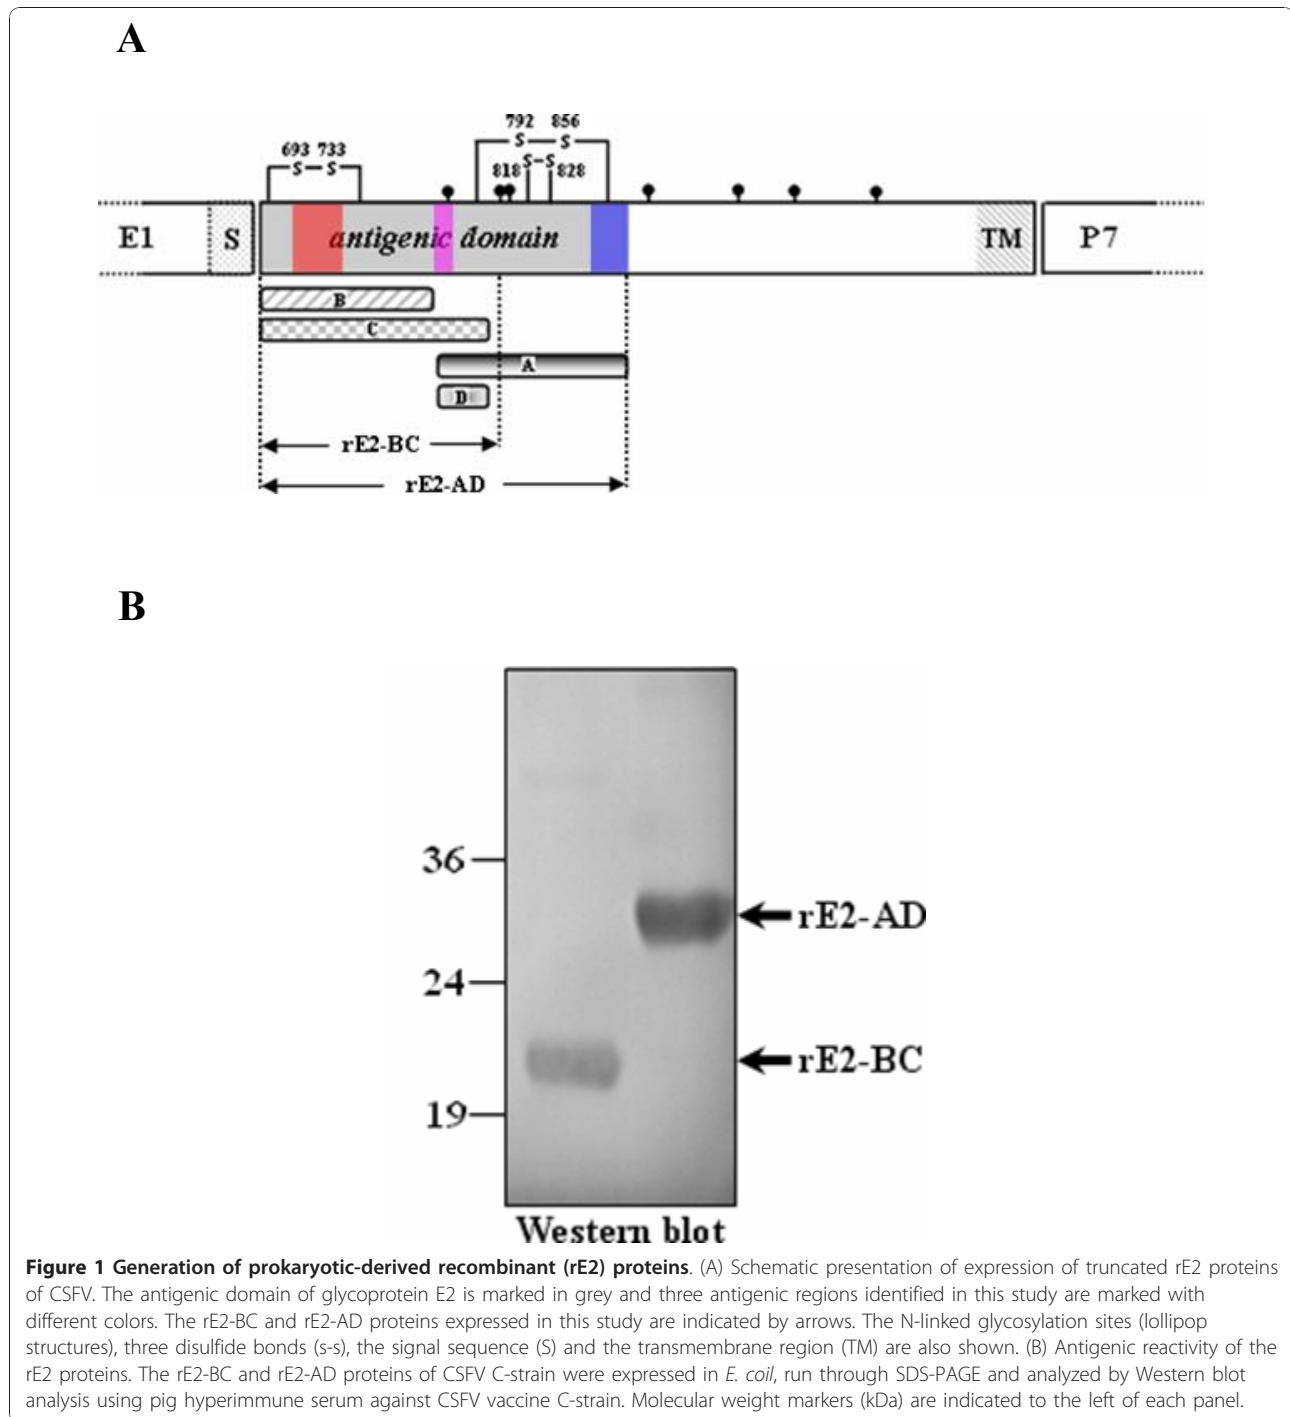 A
792 856
S S
693 733
S S
S-S
818 828
E1 S antigenic domain TM P7
B
C
A
D
rE2-BC
rE2-AD
B
36
rE2-AD
24
rE2-BC
19
Western blot
Figure 1 Generation of prokaryotic-derived recombinant (rE2) proteins. (A) Schematic presentation of expression of truncated rE2 proteins
of CSFV. The antigenic domain of glycoprotein E2 is marked in grey and three antigenic regions identified in this study are marked with
different colors. The rE2-BC and rE2-AD proteins expressed in this study are indicated by arrows. The N-linked glycosylation sites (lollipop
structures), three disulfide bonds (s-s), the signal sequence (S) and the transmembrane region (TM) are also shown. (B) Antigenic reactivity of the
rE2 proteins. The rE2-BC and rE2-AD proteins of CSFV C-strain were expressed in E. coil, run through SDS-PAGE and analyzed by Western blot
analysis using pig hyperimmune serum against CSFV vaccine C-strain. Molecular weight markers (kDa) are indicated to the left of each panel.